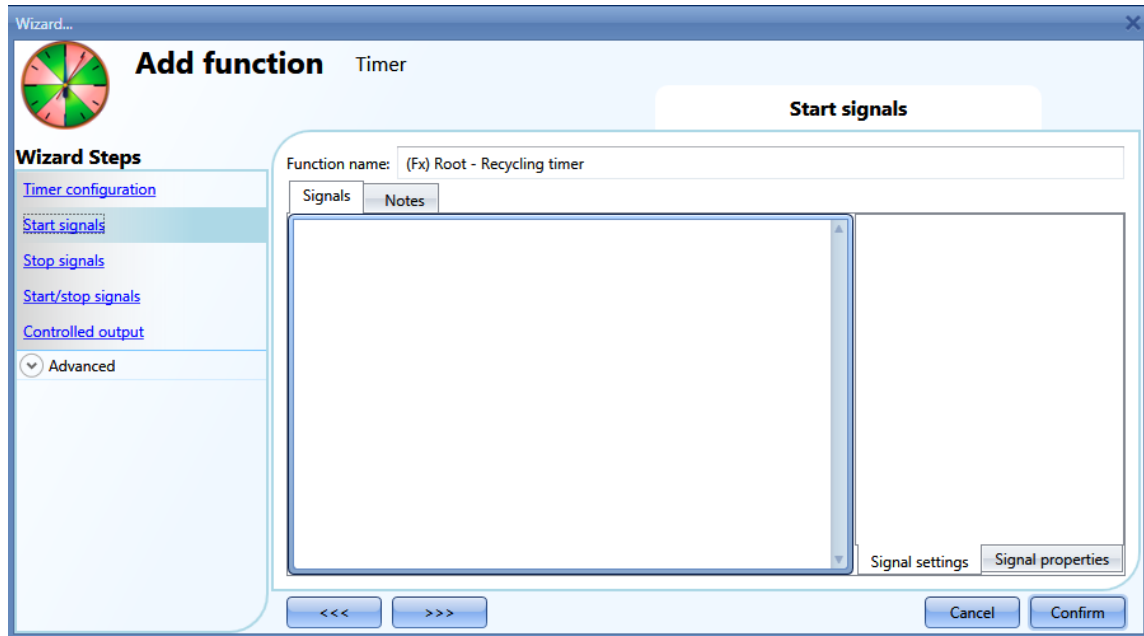 Wizard...
Add function Timer
Start signals
Wizard Steps
Timer configuration
Start signals
Stop signals
Start/stop signals
Controlled output
Advanced
Function name: (Fx) Root - Recycling timer
Signals Notes
Signal settings Signal properties
<<< >>> Cancel Confirm